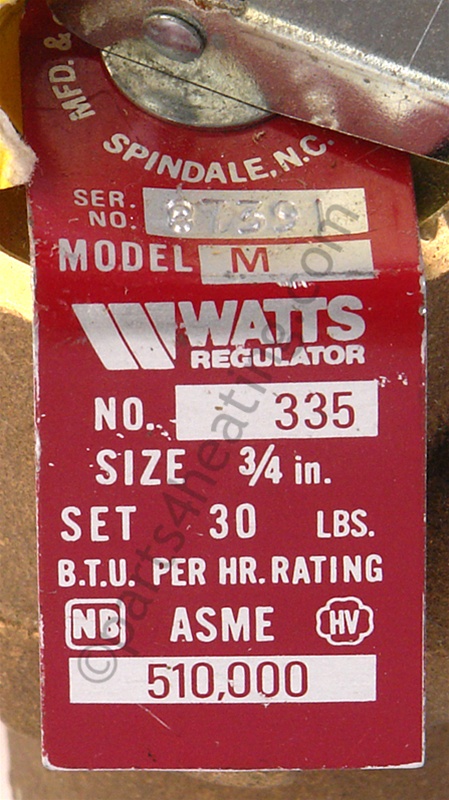 MFD. &
SPINDALE, N.C.
SER. NO. 87391
MODEL M
WATTS
REGULATOR
NO. 335
SIZE 3/4 in.
SET 30 LBS.
B.T.U. PER HR. RATING
NB ASME HV
510,000
©parts4heating.com